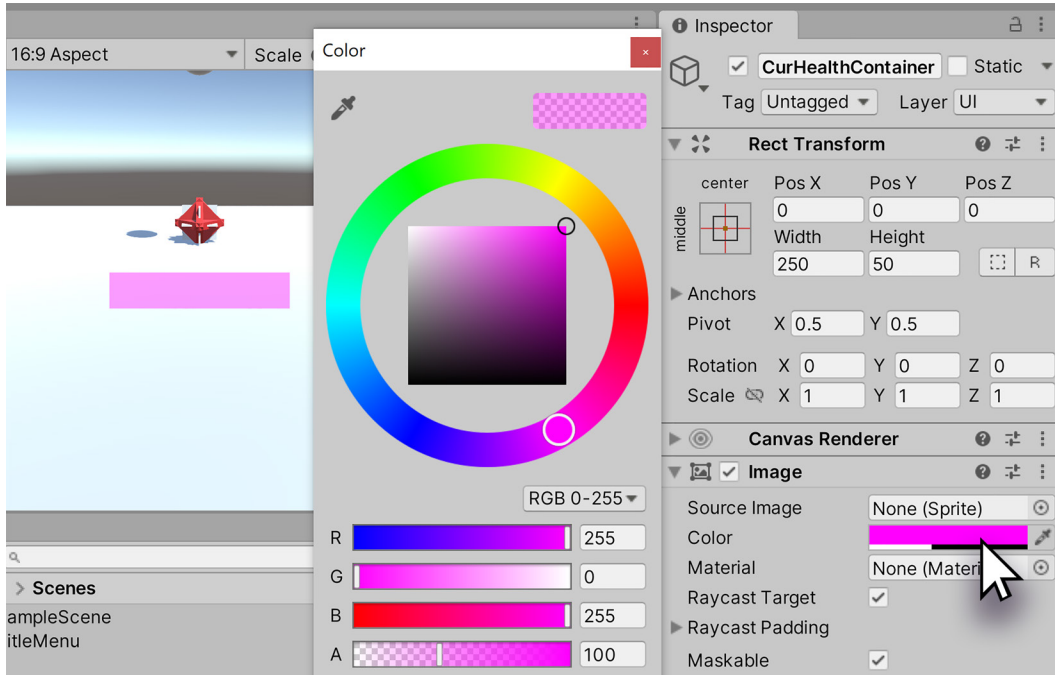 Inspector
16:9 Aspect
Scale
Color
CurHealthContainer
Static
Tag Untagged Layer UI
Rect Transform
center Pos X Pos Y Pos Z
middle
0 0 0
Width Height
250 50
R
Anchors
Pivot X 0.5 Y 0.5
Rotation X 0 Y 0 Z 0
Scale X 1 Y 1 Z 1
Canvas Renderer
Image
RGB 0-255
Source Image None (Sprite)
R 255
Color
G 0
Material None (Materi
B 255
Raycast Target
A 100
Raycast Padding
Maskable
Scenes
ampleScene
itleMenu